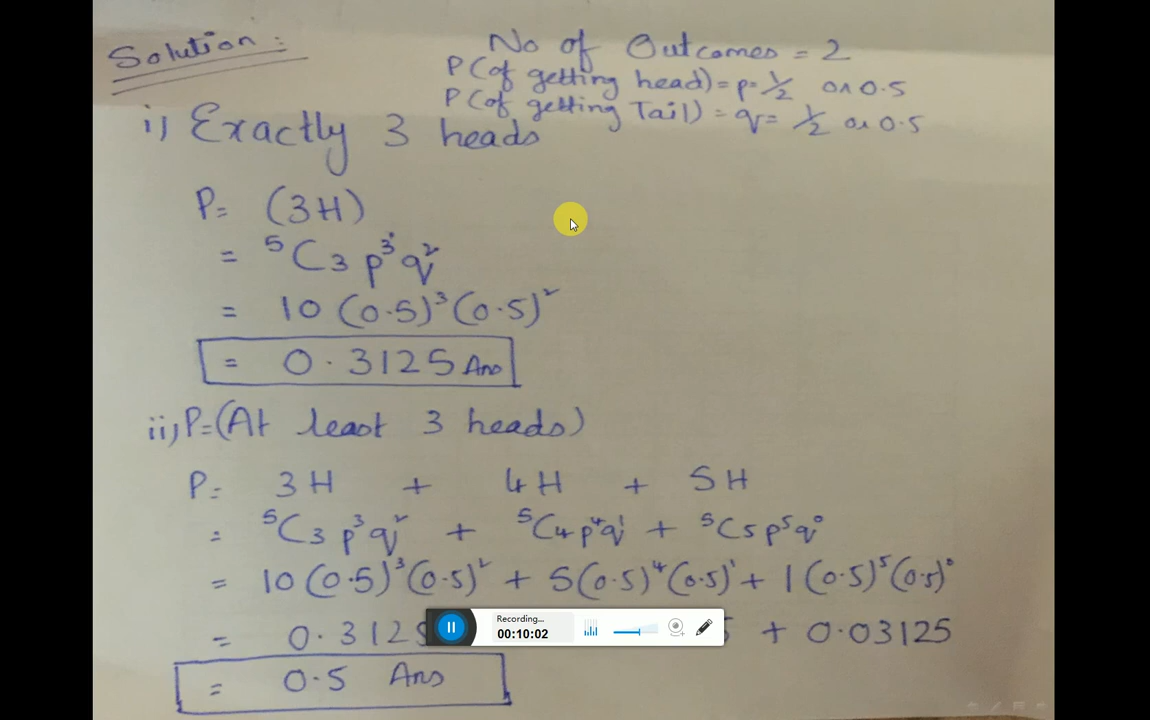 Solution:
No of Outcomes = 2
P(of getting head) = p = 1/2 or 0.5
P(of getting Tail) = q = 1/2 or 0.5
i) Exactly 3 heads
P= (3H)
= ⁵C₃ p³ q²
= 10 (0.5)³ (0.5)²
= 0.3125 Ans
ii) P=(At least 3 heads)
P= 3H + 4H + 5H
= ⁵C₃ p³ q² + ⁵C₄ p⁴ q¹ + ⁵C₅ p⁵ q⁰
= 10 (0.5)³ (0.5)² + 5 (0.5)⁴ (0.5)¹ + 1 (0.5)⁵ (0.5)⁰
Recording...
00:10:02
= 0.3125 + 0.03125
= 0.5 Ans